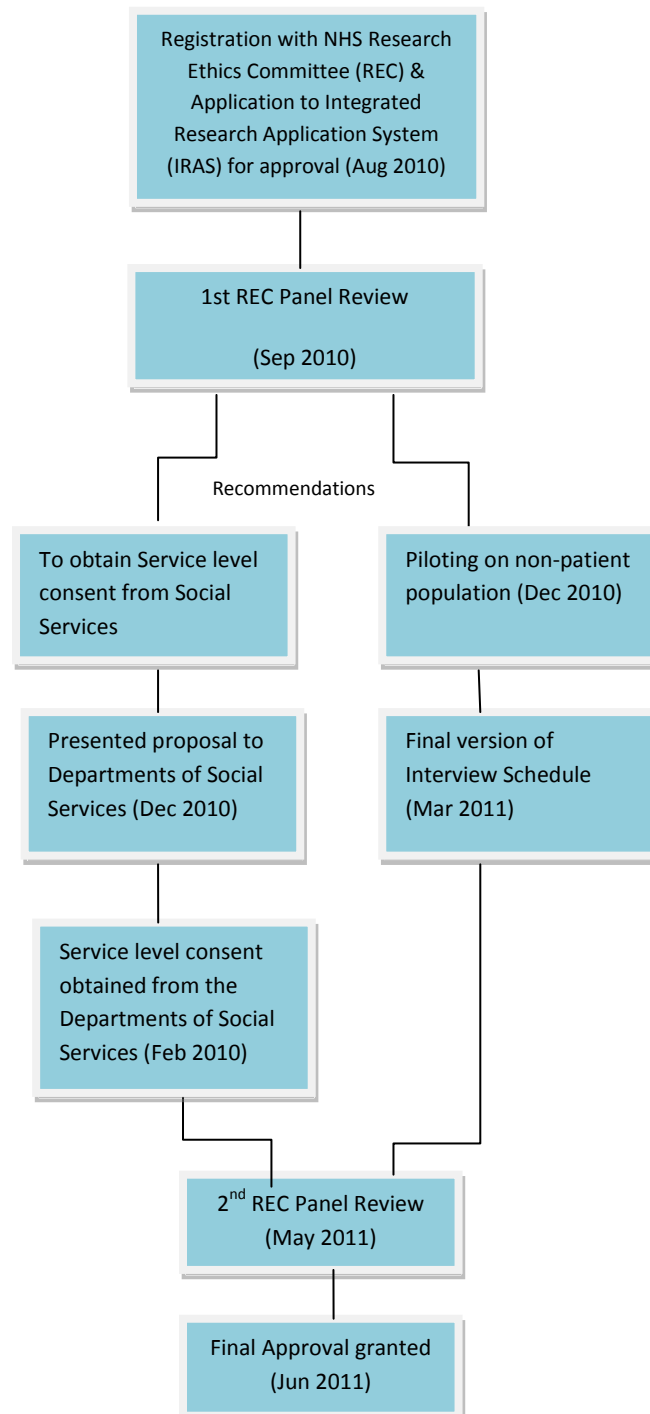 Registration with NHS Research
Ethics Committee (REC) &
Application to Integrated
Research Application System
(IRAS) for approval (Aug 2010)
1st REC Panel Review
(Sep 2010)
Recommendations
To obtain Service level
consent from Social
Services
Presented proposal to
Departments of Social
Services (Dec 2010)
Service level consent
obtained from the
Departments of Social
Services (Feb 2010)
Piloting on non-patient
population (Dec 2010)
Final version of
Interview Schedule
(Mar 2011)
2nd REC Panel Review
(May 2011)
Final Approval granted
(Jun 2011)